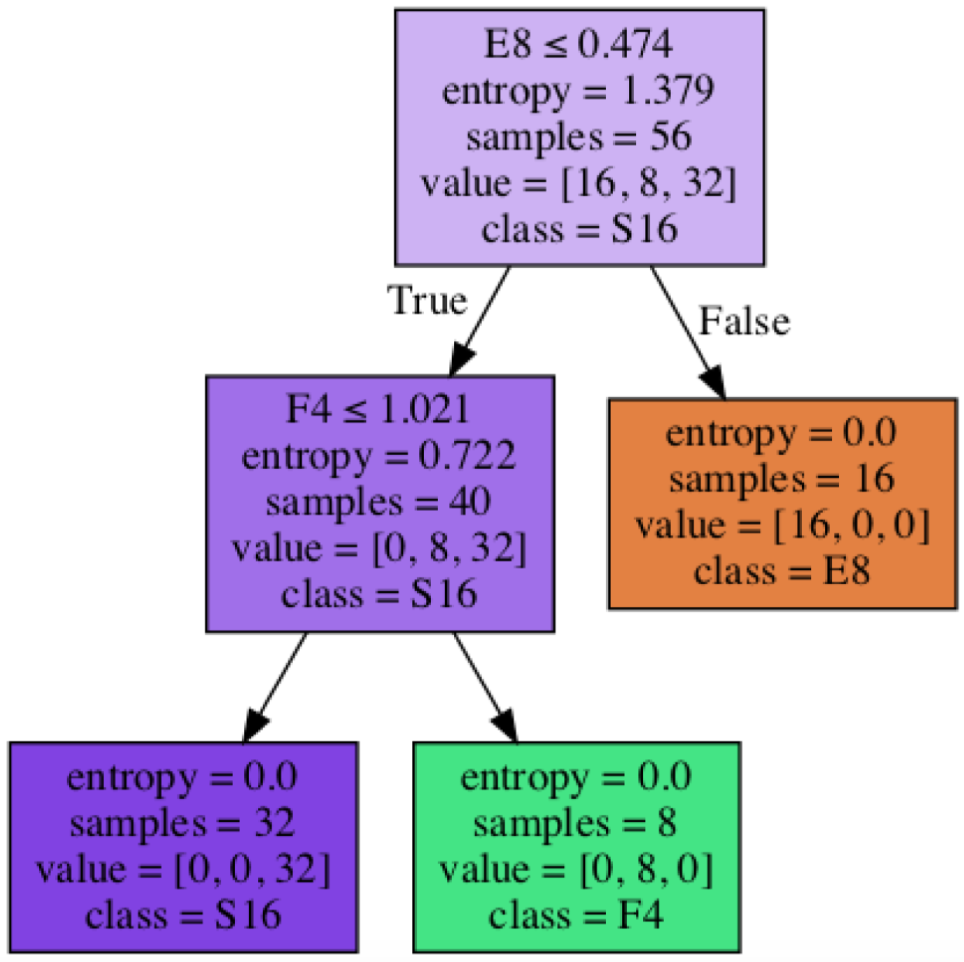 E8 ≤ 0.474
entropy = 1.379
samples = 56
value = [16, 8, 32]
class = S16
True
False
F4 ≤ 1.021
entropy = 0.722
samples = 40
value = [0, 8, 32]
class = S16
entropy = 0.0
samples = 16
value = [16, 0, 0]
class = E8
entropy = 0.0
samples = 32
value = [0, 0, 32]
class = S16
entropy = 0.0
samples = 8
value = [0, 8, 0]
class = F4